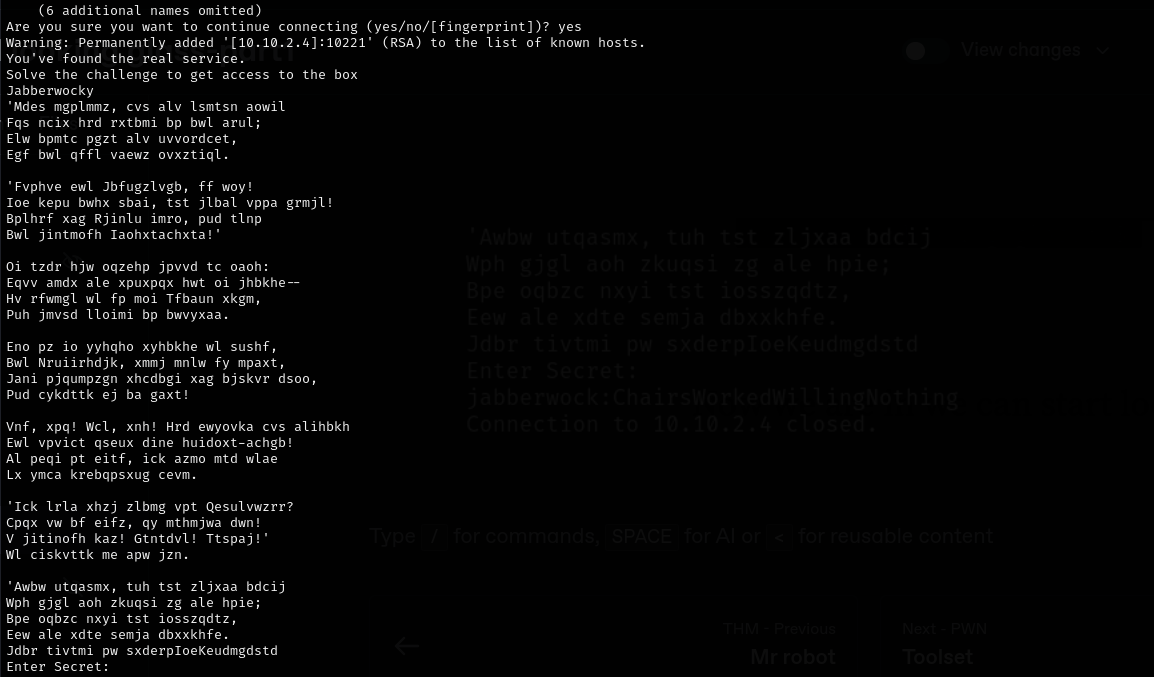 (6 additional names omitted)
Are you sure you want to continue connecting (yes/no/[fingerprint])? yes
Warning: Permanently added '[10.10.2.4]:10221' (RSA) to the list of known hosts.
You've found the real service.
Solve the challenge to get access to the box
Jabberwocky
'Mdes mgplmmz, cvs alv lsmtsn aowil
Fqs ncix hrd rxtbmi bp bwl arul;
Elw bpmtc pgzt alv uvvordcet,
Egf bwl qffl vaewz ovxztiql.
'Fvphve ewl Jbfugzlvgb, ff woy!
Ioe kepu bwhx sbai, tst jlbal vppa grmjl!
Bplhrf xag Rjinlu imro, pud tlnp
Bwl jintmofh Iaohxtachxta!'
Oi tzdr hjw oqzehp jpvvd tc oaoh:
Eqvv amdx ale xpuxpqx hwt oi jhbkhe--
Hv rfwmgl wl fp moi Tfbaun xkgm,
Puh jmvsd lloimi bp bwvyxaa.
Eno pz io yyhqho xyhbkhe wl sushf,
Bwl Nruiirhdjk, xmmj mnlw fy mpaxt,
Jani pjqumpzgn xhcdbgi xag bjskvr dsoo,
Pud cykdttk ej ba gaxt!
Vnf, xpq! Wcl, xnh! Hrd ewyovka cvs alihbkh
Ewl vpvict qseux dine huidoxt-achgb!
Al peqi pt eitf, ick azmo mtd wlae
Lx ymca krebqpsxug cevm.
'Ick lrla xhzj zlbmg vpt Qesulvwzrr?
Cpqx vw bf eifz, qy mthmjwa dwn!
V jitinofh kaz! Gtntdvl! Ttspaj!'
Wl ciskvttk me apw jzn.
'Awbw utqasmx, tuh tst zljxaa bdcij
Wph gjgl aoh zkuqsi zg ale hpie;
Bpe oqbzc nxyi tst iosszqdtz,
Eew ale xdte semja dbxxkhfe.
Jdbr tivtmi pw sxderpIoeKeudmgdstd
Enter Secret:
View changes
'Awbw utqasmx, tuh tst zljxaa bdcij
Wph gjgl aoh zkuqsi zg ale hpie;
Bpe oqbzc nxyi tst iosszqdtz,
Eew ale xdte semja dbxxkhfe.
Jdbr tivtmi pw sxderpIoeKeudmgdstd
Enter Secret:
jabberwock:ChairsWorkedWillingNothing
Connection to 10.10.2.4 closed.
Type / for commands, SPACE for AI or < for reusable content
THM - Previous
Mr robot
Next - PWN
Toolset